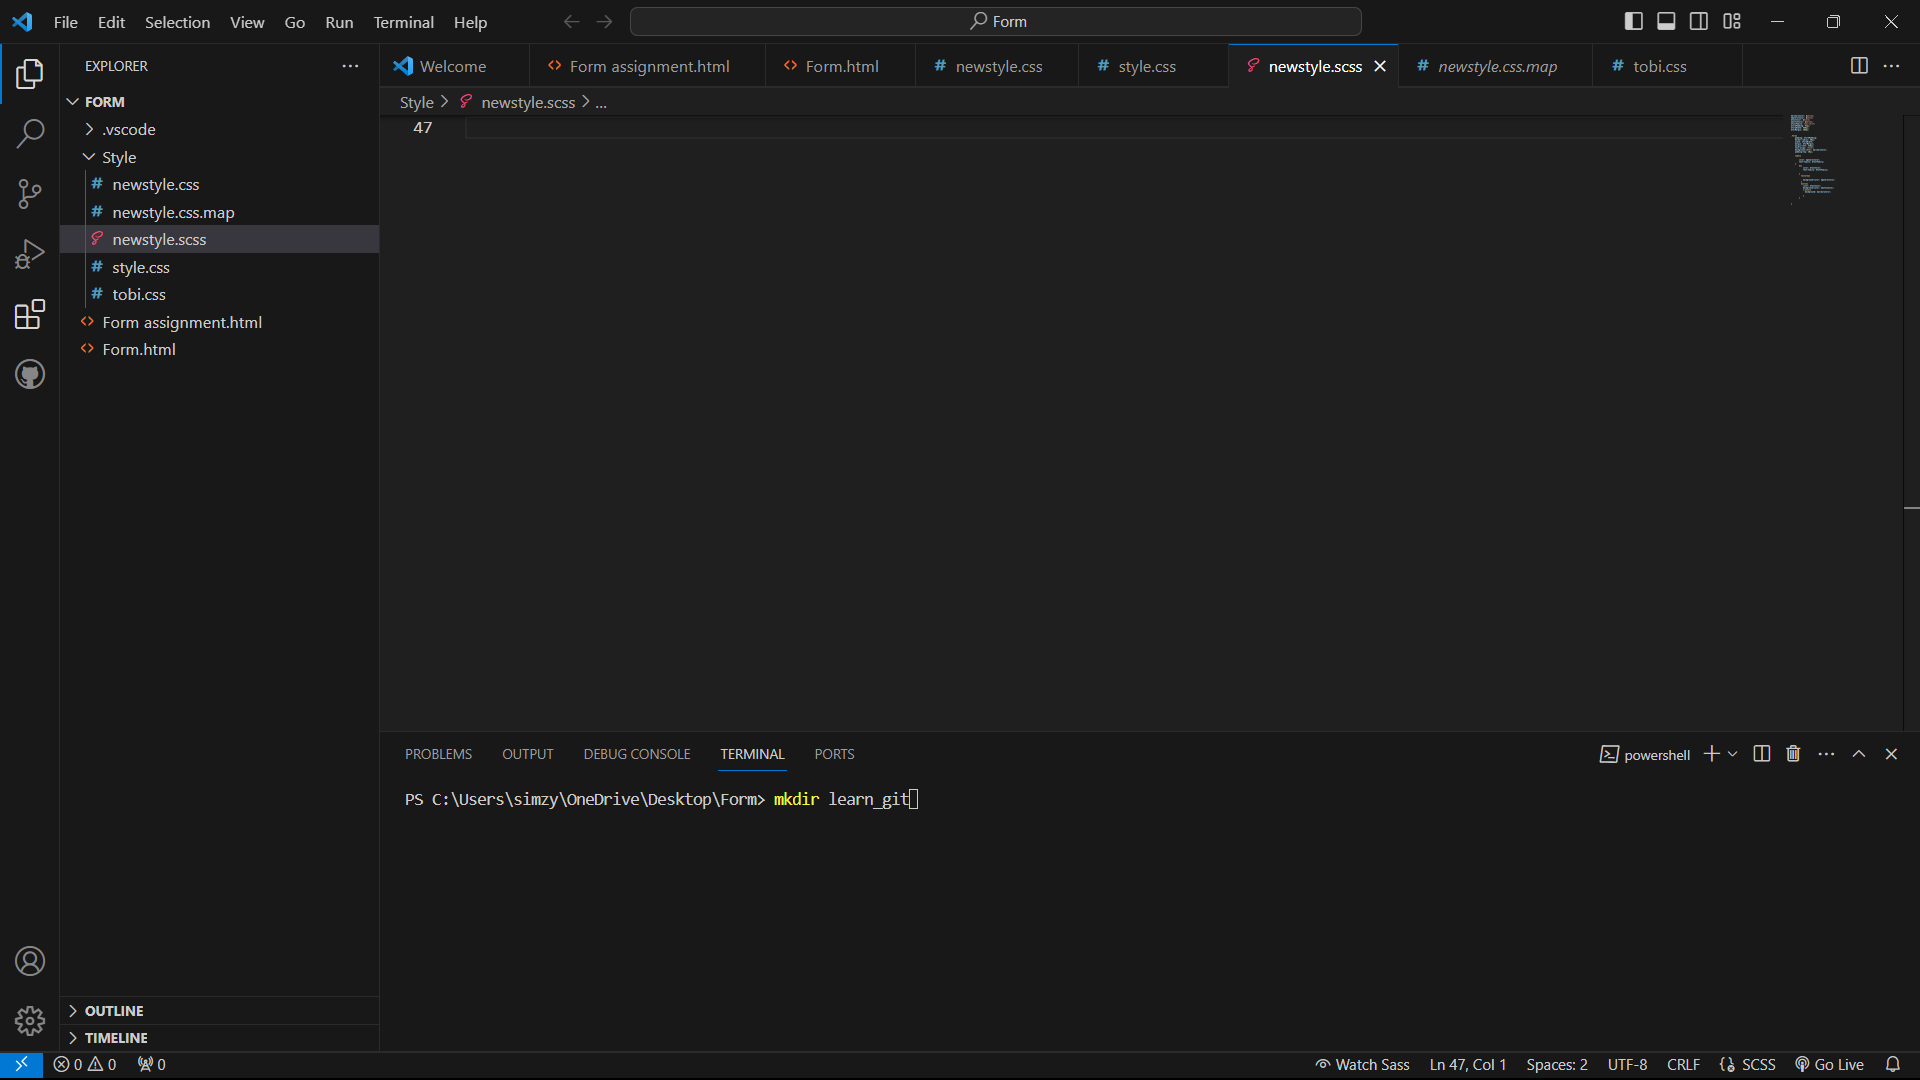 File Edit Selection View Go Run Terminal Help
Form
EXPLORER
Welcome
Form assignment.html
Form.html
newstyle.css
style.css
newstyle.scss
newstyle.css.map
tobi.css
Style > newstyle.scss > ...
47
FORM
.vscode
Style
newstyle.css
newstyle.css.map
newstyle.scss
style.css
tobi.css
Form assignment.html
Form.html
PROBLEMS OUTPUT DEBUG CONSOLE TERMINAL PORTS
powershell
PS C:\Users\simzy\OneDrive\Desktop\Form> mkdir learn_git
OUTLINE
TIMELINE
0 0 0
Watch Sass Ln 47, Col 1 Spaces: 2 UTF-8 CRLF SCSS Go Live